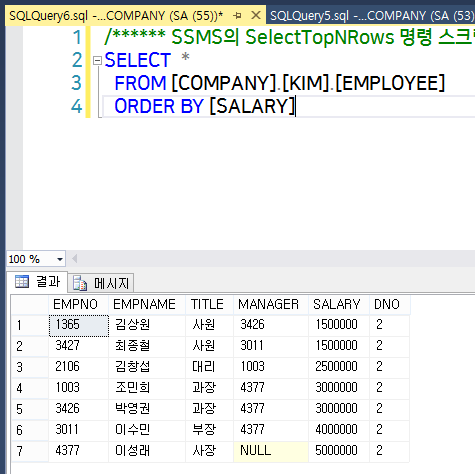 SQLQuery6.sql -...COMPANY (SA (55))* SQLQuery5.sql -...COMPANY (SA (54))
1 /****** SSMS의 SelectTopNRows 명령
2 SELECT *
3 FROM [COMPANY].[KIM].[EMPLOYEE]
4 ORDER BY [SALARY]
100 %
결과 메시지
EMPNO EMPNAME TITLE MANAGER SALARY DNO
1 1365 김상원 사원 3426 1500000 2
2 3427 최종철 사원 3011 1500000 2
3 2106 김창섭 대리 1003 2500000 2
4 1003 조민희 과장 4377 3000000 2
5 3426 박영권 과장 4377 3000000 2
6 3011 이수민 부장 4377 4000000 2
7 4377 이성래 사장 NULL 5000000 2